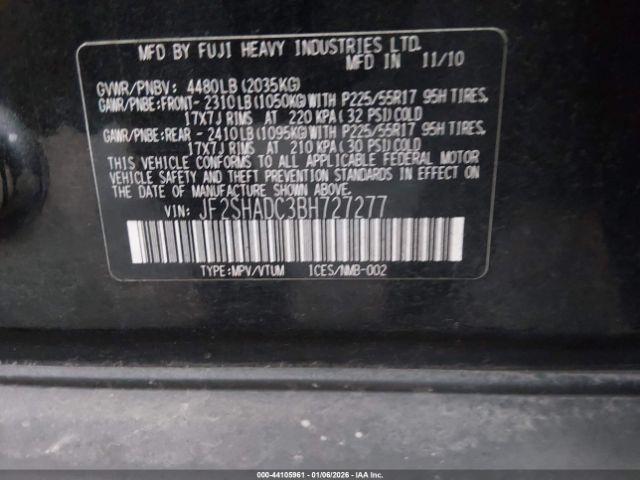 MFD BY FUJI HEAVY INDUSTRIES LTD.
MFD IN 11/10
GVWR/PNBV: 4480LB(2035KG)
GAWR/PNBE:FRONT-2310LB(1050KG)WITH P225/55R17 95H TIRES,
17X7J RIMS AT 220 KPA(32 PSI)COLD
GAWR/PNBE:REAR -2410LB(1095KG)WITH P225/55R17 95H TIRES,
17X7J RIMS AT 210 KPA(30 PSI)COLD
THIS VEHICLE CONFORMS TO ALL APPLICABLE FEDERAL MOTOR
VEHICLE SAFETY AND THEFT PREVENTION STANDARDS IN EFFECT
ON THE DATE OF MANUFACTURE SHOWN ABOVE.
VIN: JF2SHADC3BH727277
TYPE:MPV/VTUM ICES/NMB-002
000-44105961 - 01/06/2026 - IAA, Inc.